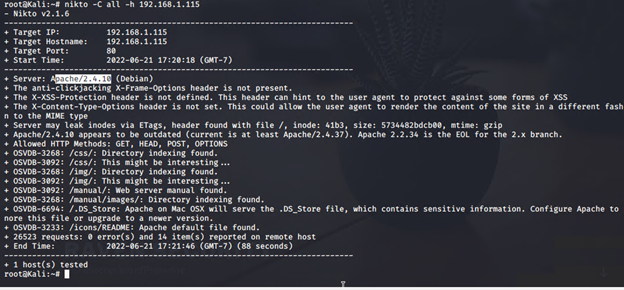 root@Kali:~# nikto -C all -h 192.168.1.115
- Nikto v2.1.6
---------------------------------------------------------------------------
+ Target IP:          192.168.1.115
+ Target Hostname:    192.168.1.115
+ Target Port:        80
+ Start Time:         2022-06-21 17:20:18 (GMT-7)
---------------------------------------------------------------------------
+ Server: Apache/2.4.10 (Debian)
+ The anti-clickjacking X-Frame-Options header is not present.
+ The X-XSS-Protection header is not defined. This header can hint to the user agent to protect against some forms of XSS
+ The X-Content-Type-Options header is not set. This could allow the user agent to render the content of the site in a different fashio
n to the MIME type
+ Server may leak inodes via ETags, header found with file /, inode: 41b3, size: 5734482bdcb00, mtime: gzip
+ Apache/2.4.10 appears to be outdated (current is at least Apache/2.4.37). Apache 2.2.34 is the EOL for the 2.x branch.
+ Allowed HTTP Methods: GET, HEAD, POST, OPTIONS
+ OSVDB-3268: /css/: Directory indexing found.
+ OSVDB-3092: /css/: This might be interesting...
+ OSVDB-3268: /img/: Directory indexing found.
+ OSVDB-3092: /img/: This might be interesting...
+ OSVDB-3092: /manual/: Web server manual found.
+ OSVDB-3268: /manual/images/: Directory indexing found.
+ OSVDB-6694: /.DS_Store: Apache on Mac OSX will serve the .DS_Store file, which contains sensitive information. Configure Apache to ig
nore this file or upgrade to a newer version.
+ OSVDB-3233: /icons/README: Apache default file found.
+ 26523 requests: 0 error(s) and 14 item(s) reported on remote host
+ End Time:           2022-06-21 17:21:46 (GMT-7) (88 seconds)
---------------------------------------------------------------------------
+ 1 host(s) tested
root@Kali:~#